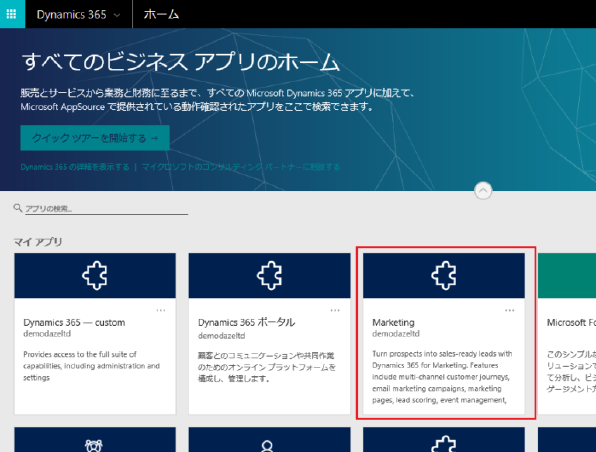 Dynamics 365 ホーム
すべてのビジネス アプリのホーム
販売とサービスから業務と財務に至るまで、すべての Microsoft Dynamics 365 アプリに加えて、
Microsoft AppSource で提供されている動作確認されたアプリをここで検索できます。
クイック ツアーを開始する →
Dynamics 365 の詳細を表示する | マイクロソフトのコンサルティング パートナーに相談する
アプリの検索...
マイ アプリ
Dynamics 365 — custom
demodazeltd
Provides access to the full suite of
capabilities, including administration and
settings
Dynamics 365 ポータル
demodazeltd
顧客とのコミュニケーションや共同作業
のためのオンライン プラットフォームを
構成し、管理します。
Marketing
demodazeltd
Turn prospects into sales-ready leads with
Dynamics 365 for Marketing. Features
include multi-channel customer journeys,
email marketing campaigns, marketing
pages, lead scoring, event management,
Microsoft Fo
このシンプルな
リューションで
て分析し、ビジ
ゲージメントカ